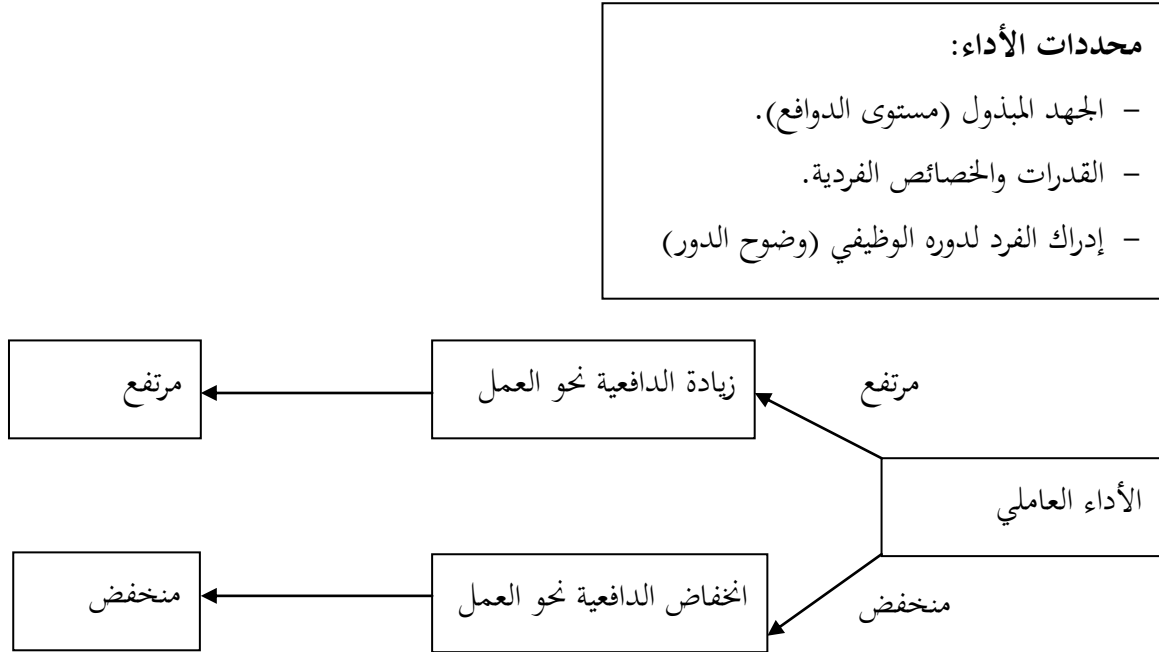 محددات الأداء:
– الجهد المبذول (مستوى الدوافع).
– القدرات والخصائص الفردية.
– إدراك الفرد لدوره الوظيفي (وضوح الدور)
مرتفع
زيادة الدافعية نحو العمل
مرتفع
الأداء العاملي
منخفض
انخفاض الدافعية نحو العمل
منخفض